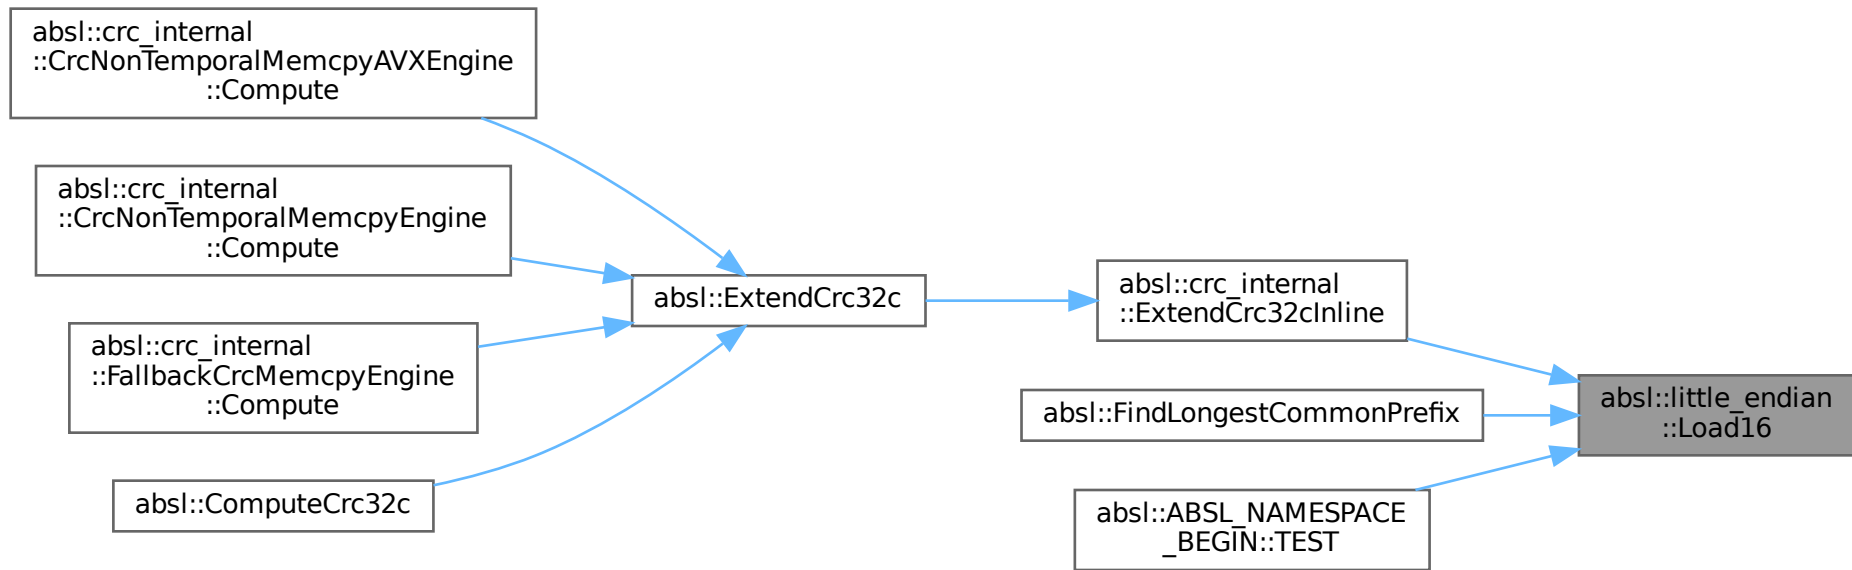 absl::crc_internal
::CrcNonTemporalMemcpyAVXEngine
::Compute
absl::crc_internal
::CrcNonTemporalMemcpyEngine
::Compute
absl::crc_internal
::FallbackCrcMemcpyEngine
::Compute
absl::ComputeCrc32c
absl::ExtendCrc32c
absl::crc_internal
::ExtendCrc32cInline
absl::FindLongestCommonPrefix
absl::ABSL_NAMESPACE
_BEGIN::TEST
absl::little_endian
::Load16